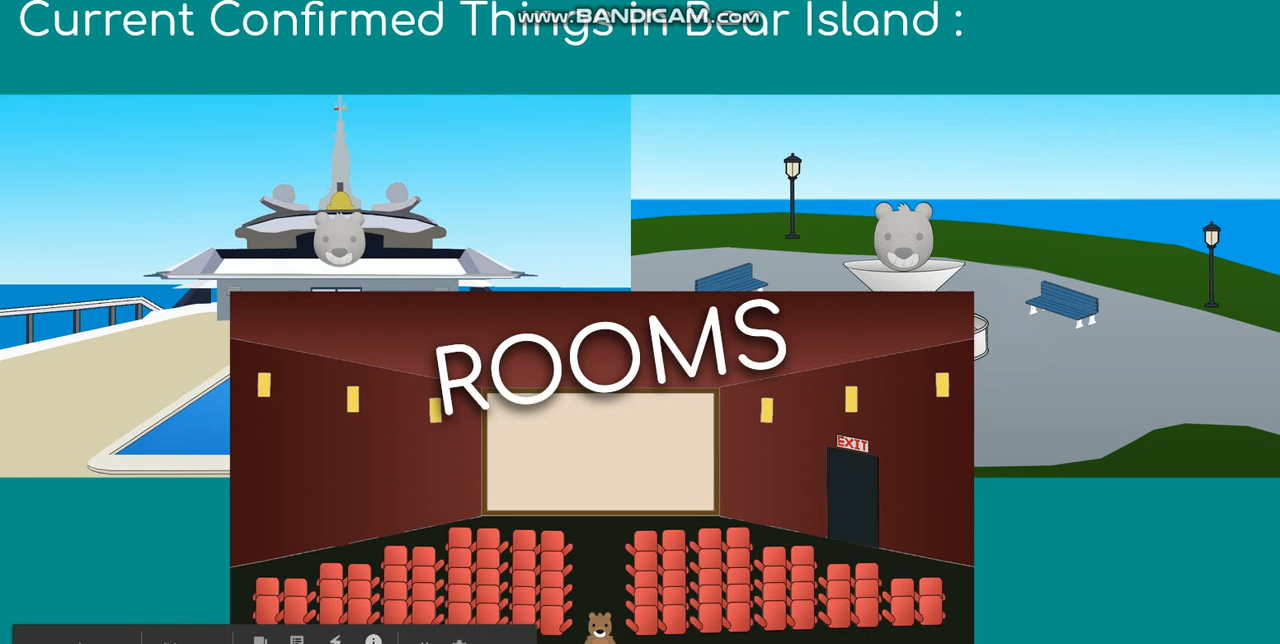 www.BANDICAM.com
Current Confirmed Things in Bear Island :
ROOMS
EXIT